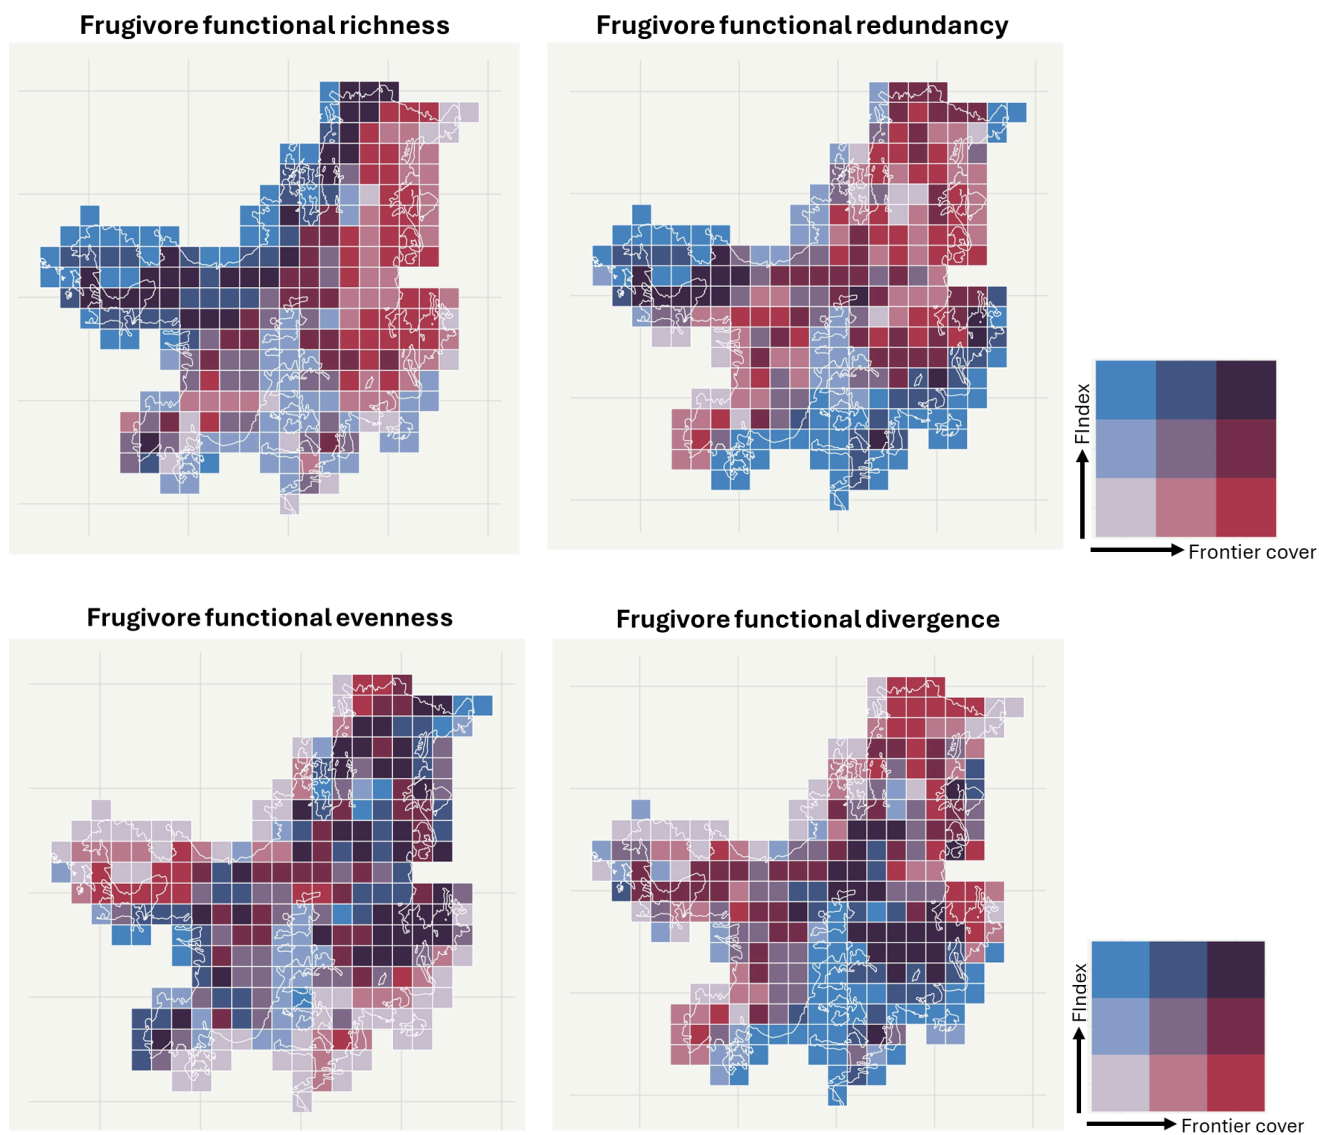 Frugivore functional richness
Frugivore functional redundancy
FIndex
Frontier cover
Frugivore functional evenness
Frugivore functional divergence
FIndex
Frontier cover